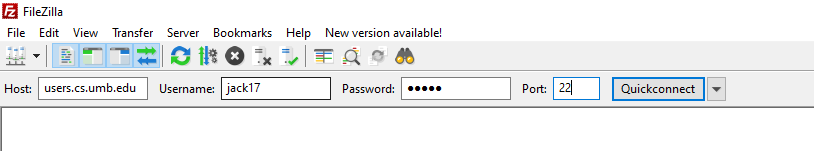 FileZilla
File Edit View Transfer Server Bookmarks Help New version available!
Host: users.cs.umb.edu Username: jack17 Password: ●●●●● Port: 22 Quickconnect